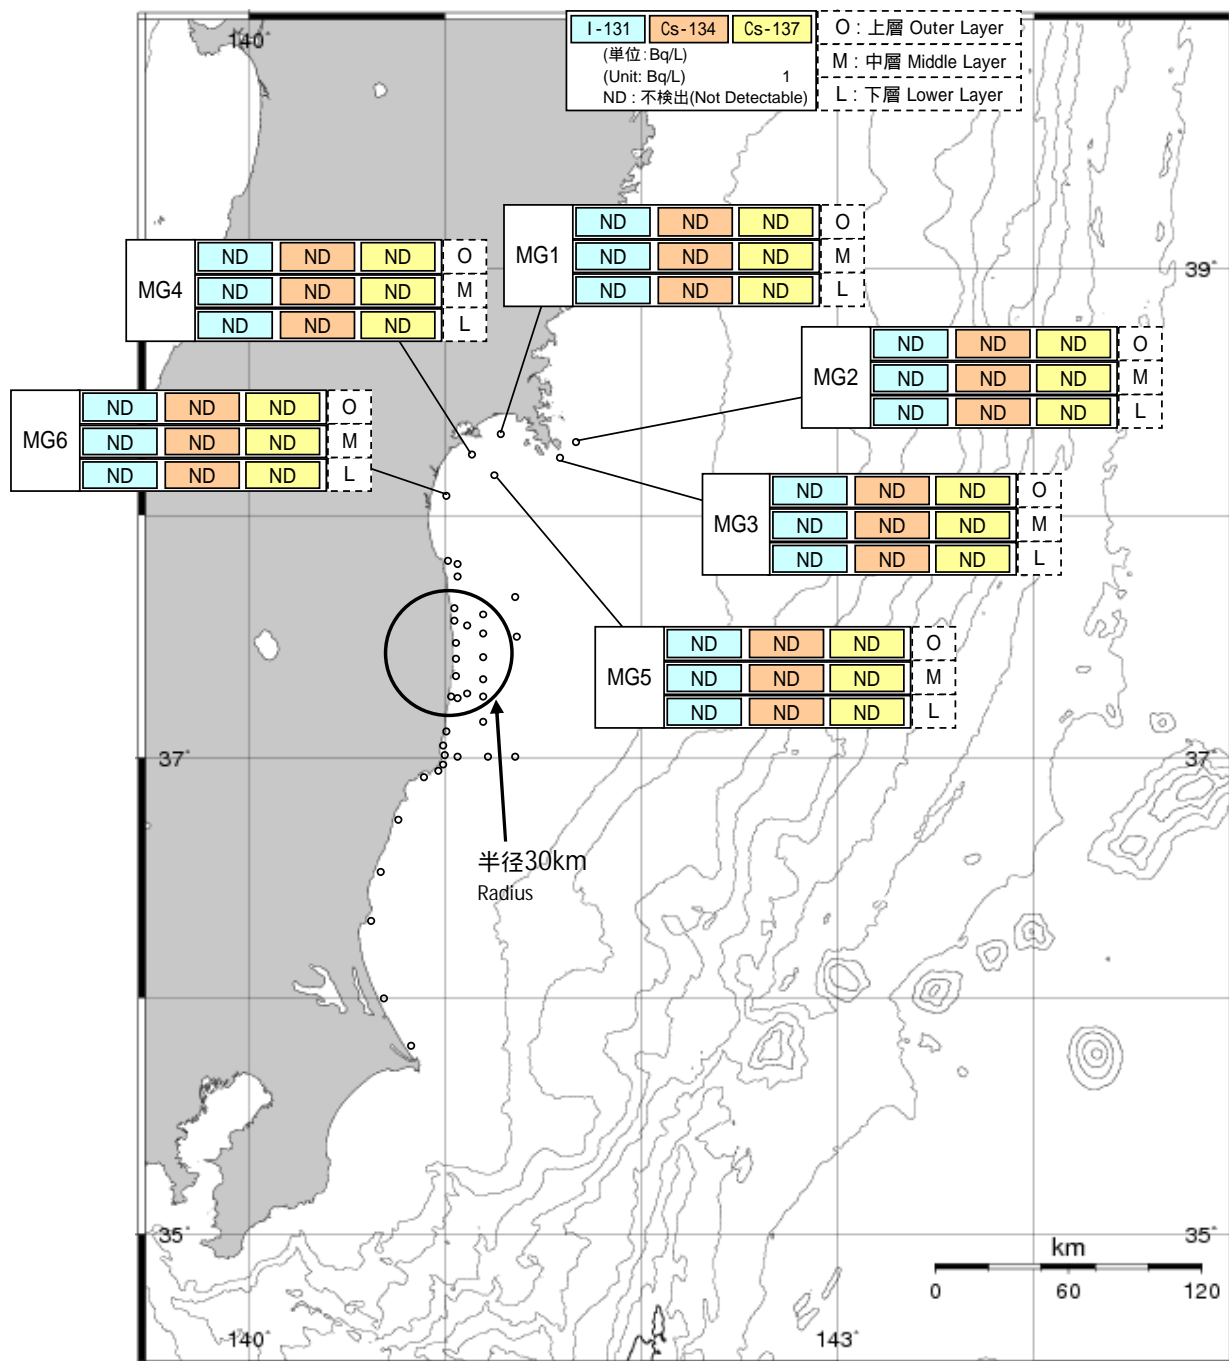 140°
I-131 Cs-134 Cs-137
(単位:Bq/L)
(Unit: Bq/L) 1
ND : 不検出(Not Detectable)
O : 上層 Outer Layer
M : 中層 Middle Layer
L : 下層 Lower Layer
MG1
ND ND ND O
ND ND ND M
ND ND ND L
MG4
ND ND ND O
ND ND ND M
ND ND ND L
39°
MG2
ND ND ND O
ND ND ND M
ND ND ND L
MG6
ND ND ND O
ND ND ND M
ND ND ND L
MG3
ND ND ND O
ND ND ND M
ND ND ND L
MG5
ND ND ND O
ND ND ND M
ND ND ND L
37° 37°
半径30km
Radius
35° 35°
km
0 60 120
140° 143°